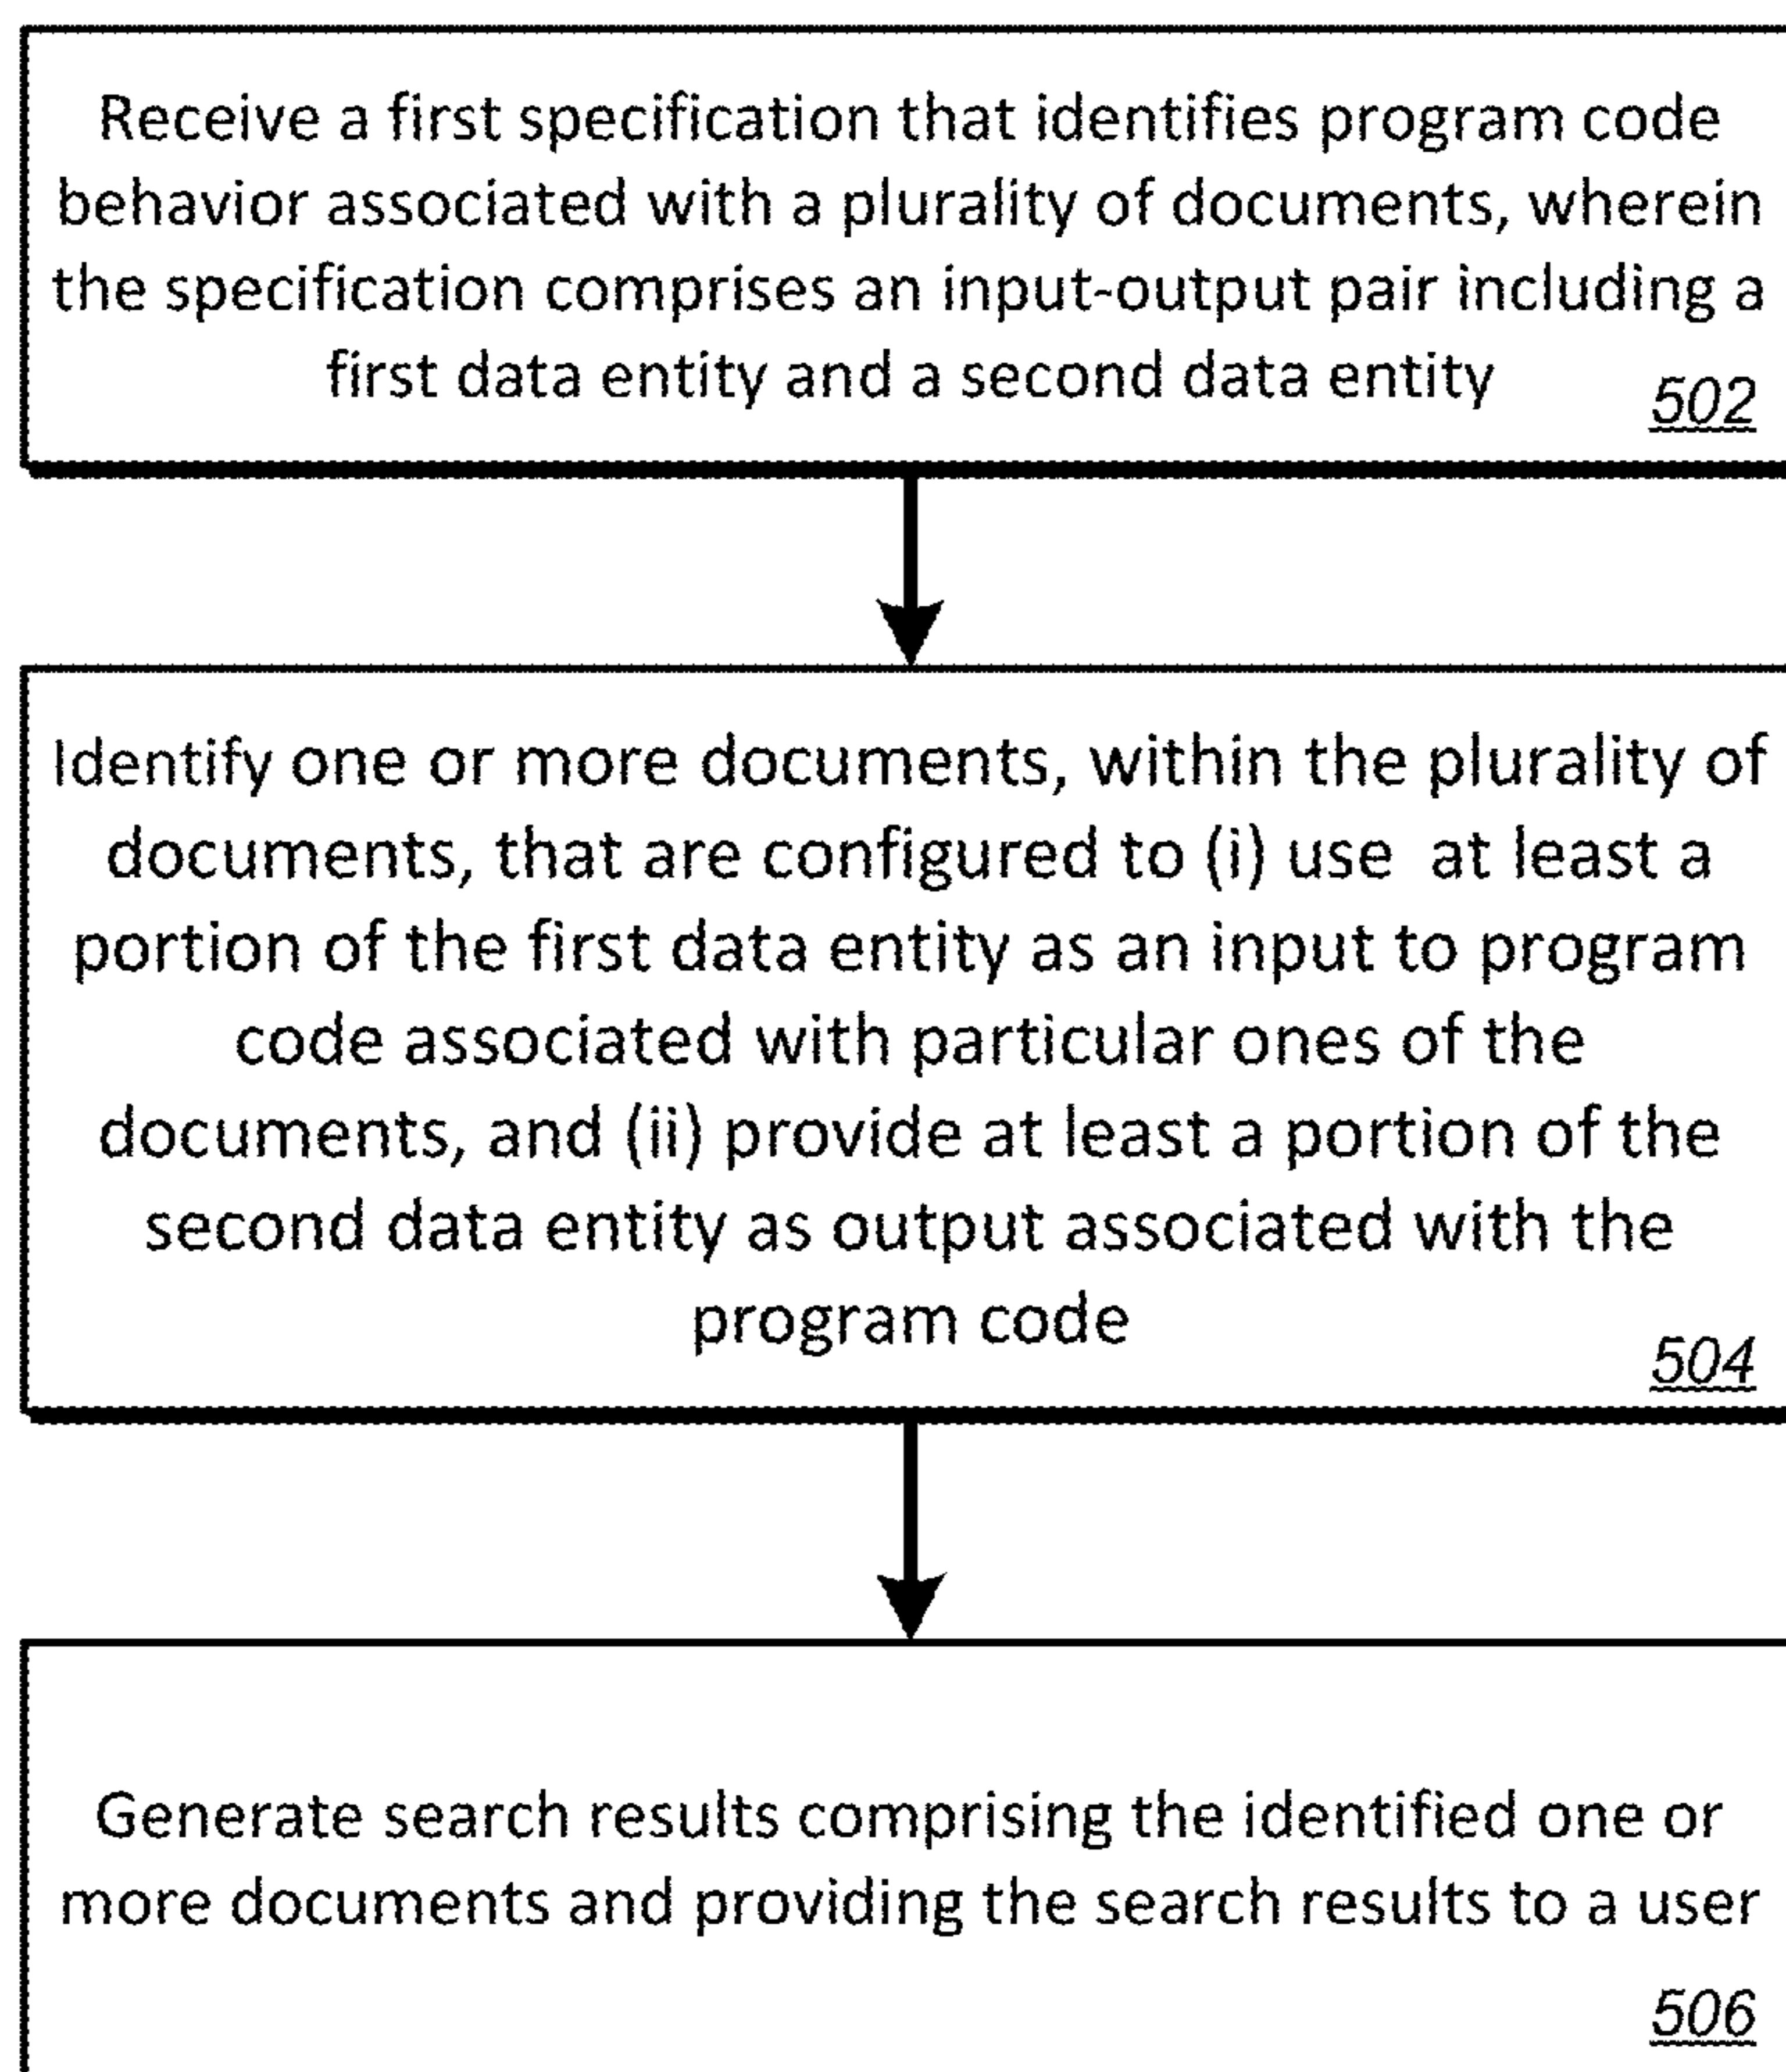 Receive a first specification that identifies program code
behavior associated with a plurality of documents, wherein
the specification comprises an input-output pair including a
first data entity and a second data entity
502
Identify one or more documents, within the plurality of
documents, that are configured to (i) use at least a
portion of the first data entity as an input to program
code associated with particular ones of the
documents, and (ii) provide at least a portion of the
second data entity as output associated with the
program code
504
Generate search results comprising the identified one or
more documents and providing the search results to a user
506